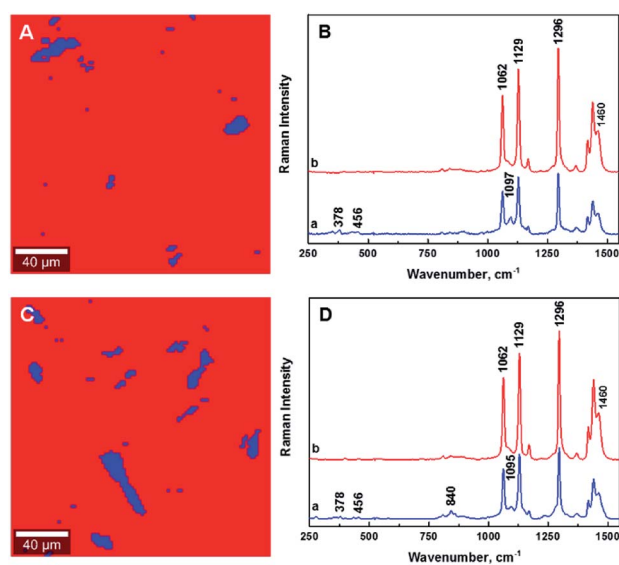 A
40 µm
B
Raman Intensity
1062
1129
1296
1460
b
1097
378
456
a
250 500 750 1000 1250 1500
Wavenumber, cm⁻¹
C
40 µm
D
Raman Intensity
1062
1129
1296
1460
b
1095
840
378
456
a
250 500 750 1000 1250 1500
Wavenumber, cm⁻¹